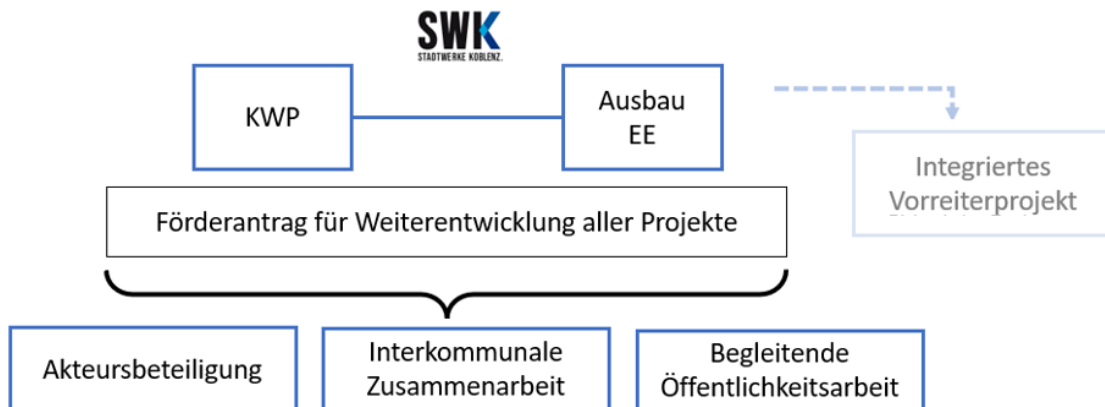 SWK
STADTWERKE KOBLENZ.
KWP
Ausbau
EE
Integriertes
Vorreiterprojekt
Förderantrag für Weiterentwicklung aller Projekte
Akteursbeteiligung
Interkommunale
Zusammenarbeit
Begleitende
Öffentlichkeitsarbeit